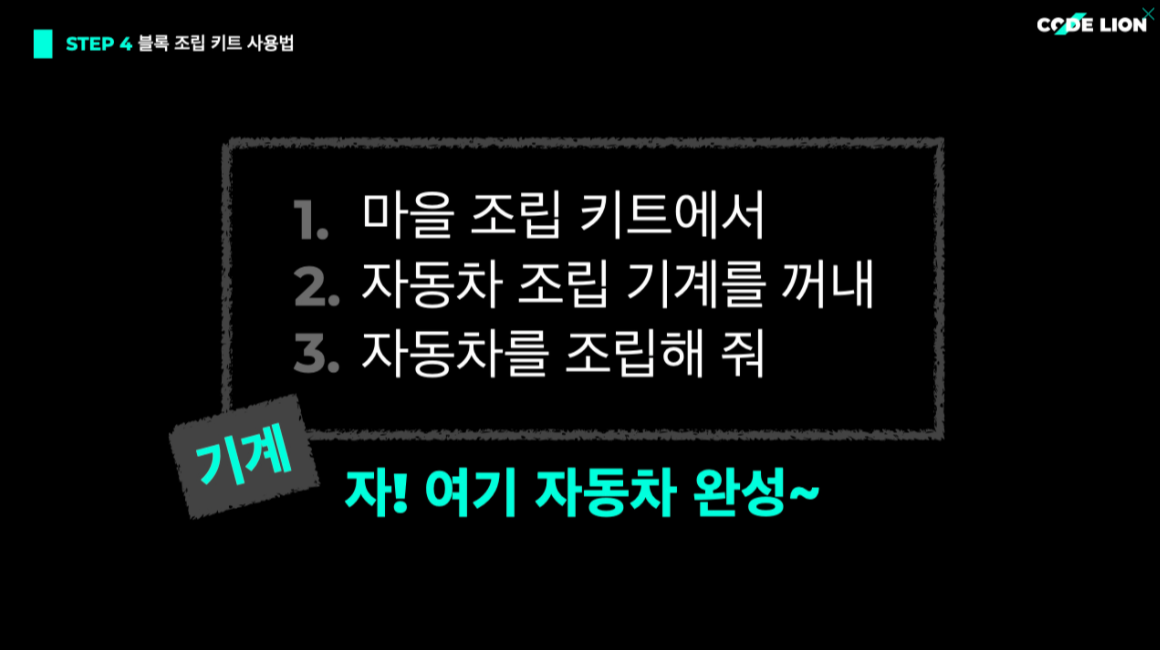 STEP 4 블록 조립 키트 사용법
CODE LION
1. 마을 조립 키트에서
2. 자동차 조립 기계를 꺼내
3. 자동차를 조립해 줘
기계
자! 여기 자동차 완성~